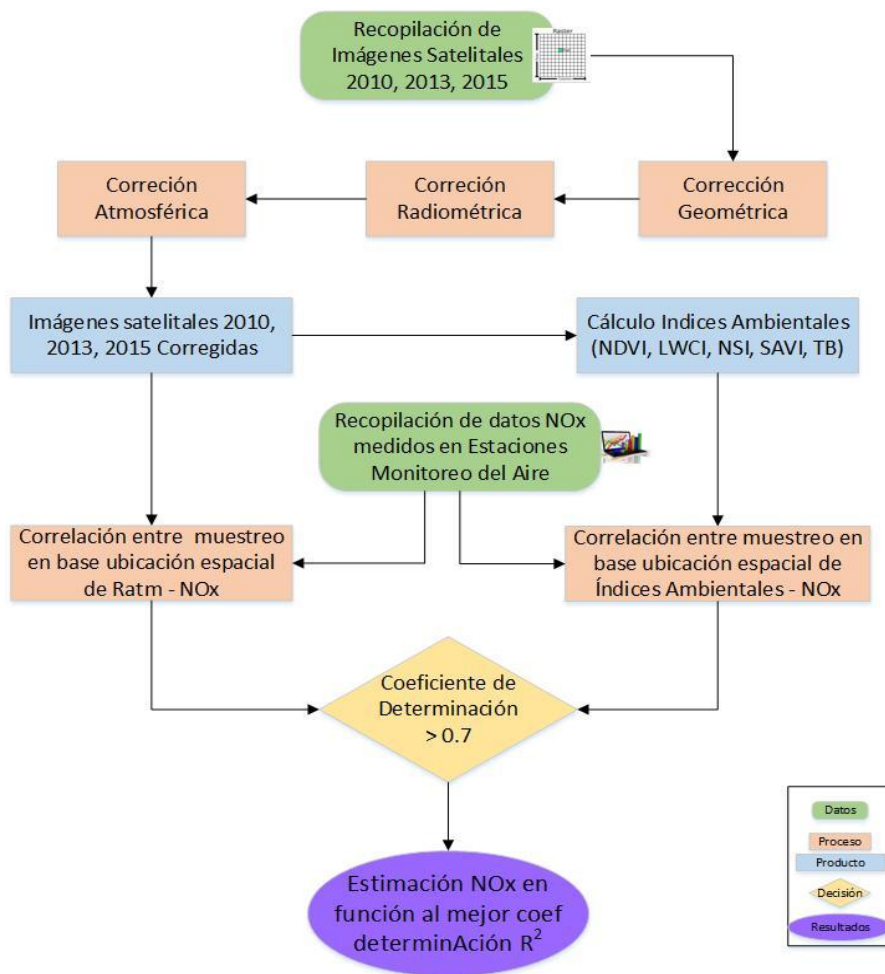 Recopilación de
Imágenes Satelitales
2010, 2013, 2015
Raster
Correción
Atmosférica
Correción
Radiométrica
Corrección
Geométrica
Imágenes satelitales 2010,
2013, 2015 Corregidas
Cálculo Indices Ambientales
(NDVI, LWCI, NSI, SAVI, TB)
Recopilación de datos NOx
medidos en Estaciones
Monitoreo del Aire
Correlación entre muestreo
en base ubicación espacial
de Ratm - NOx
Correlación entre muestreo en
base ubicación espacial de
Índices Ambientales - NOx
Coeficiente de
Determinación
> 0.7
Estimación NOx en
función al mejor coef
determinAción R²
Datos
Proceso
Producto
Decisión
Resultados